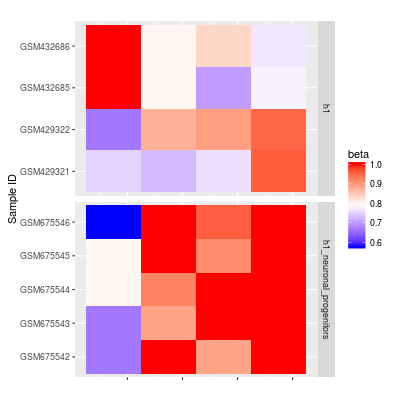 GSM432686
GSM432685
GSM429322
GSM429321
h1
GSM675546
GSM675545
GSM675544
GSM675543
GSM675542
h1_neuronal_progenitors
Sample ID
beta
1.0
0.9
0.8
0.7
0.6